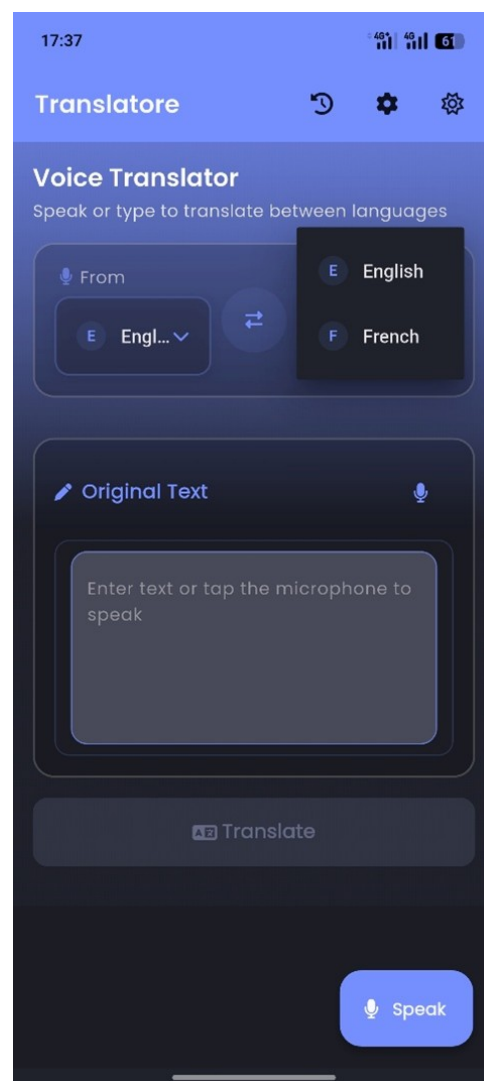 17:37
4G+ 4G 61
Translatore
Voice Translator
Speak or type to translate between languages
From
E Engl...
E English
F French
Original Text
Enter text or tap the microphone to
speak
Translate
Speak